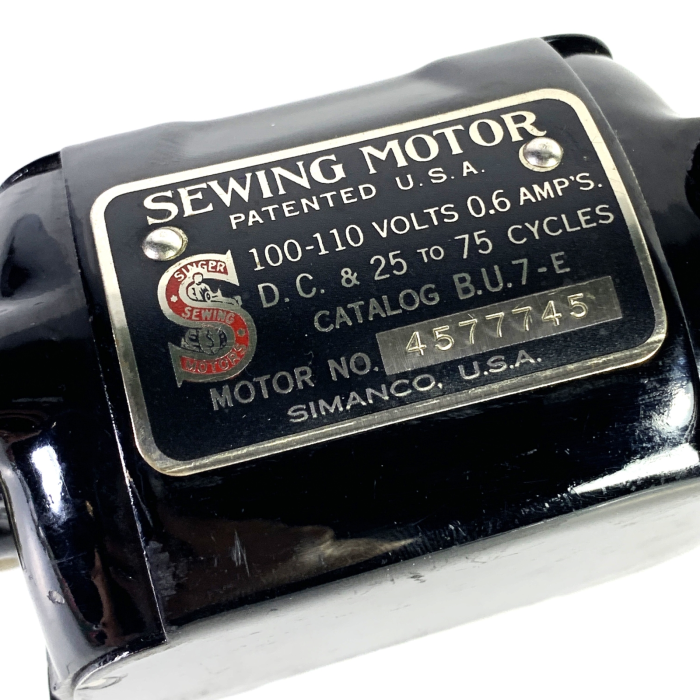 SEWING MOTOR
PATENTED U.S.A.
100-110 VOLTS 0.6 AMP'S.
D.C. & 25 TO 75 CYCLES
CATALOG B.U.7-E
MOTOR NO. 4577745
SIMANCO, U.S.A.
SINGER
SEWING
MOTORS